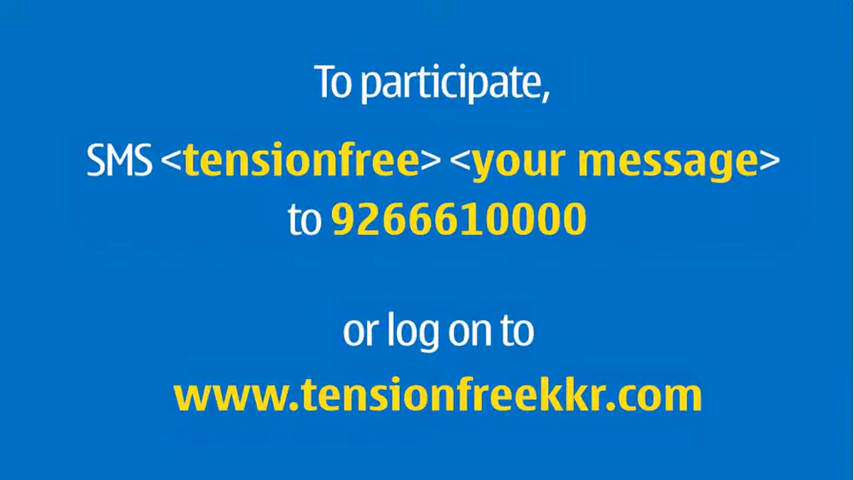 To participate,
SMS <tensionfree> <your message>
to 9266610000
or log on to
www.tensionfreekkr.com